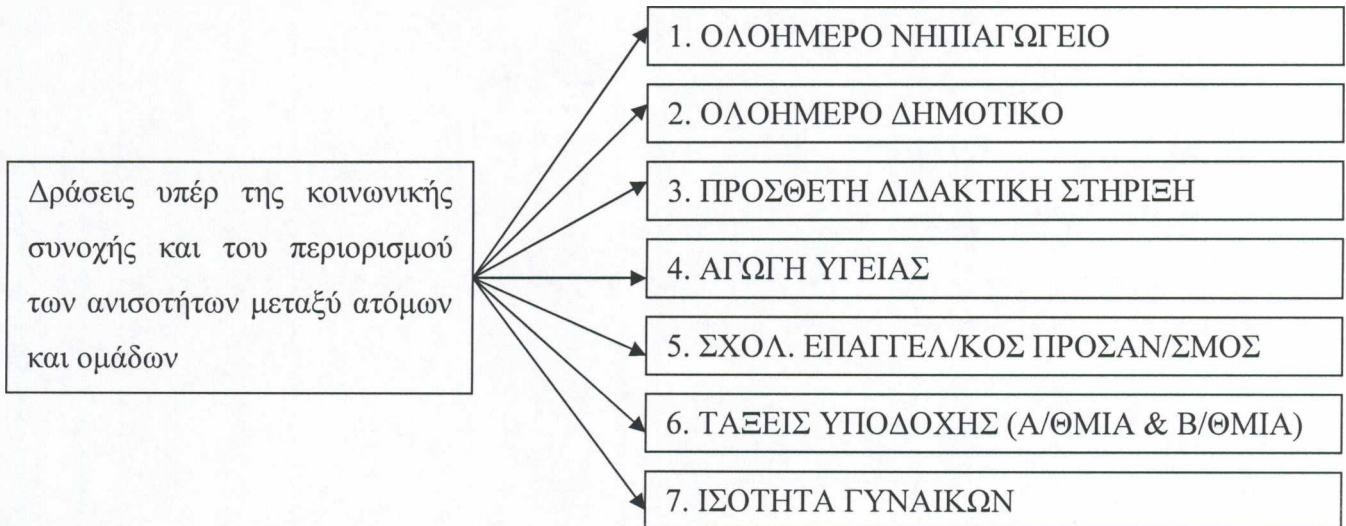 Δράσεις υπέρ της κοινωνικής
συνοχής και του περιορισμού
των ανισοτήτων μεταξύ ατόμων
και ομάδων
1. ΟΛΟΗΜΕΡΟ ΝΗΠΙΑΓΩΓΕΙΟ
2. ΟΛΟΗΜΕΡΟ ΔΗΜΟΤΙΚΟ
3. ΠΡΟΣΘΕΤΗ ΔΙΔΑΚΤΙΚΗ ΣΤΗΡΙΞΗ
4. ΑΓΩΓΗ ΥΓΕΙΑΣ
5. ΣΧΟΛ. ΕΠΑΓΓΕΛ/ΚΟΣ ΠΡΟΣΑΝ/ΣΜΟΣ
6. ΤΑΞΕΙΣ ΥΠΟΔΟΧΗΣ (Α/ΘΜΙΑ & Β/ΘΜΙΑ)
7. ΙΣΟΤΗΤΑ ΓΥΝΑΙΚΩΝ